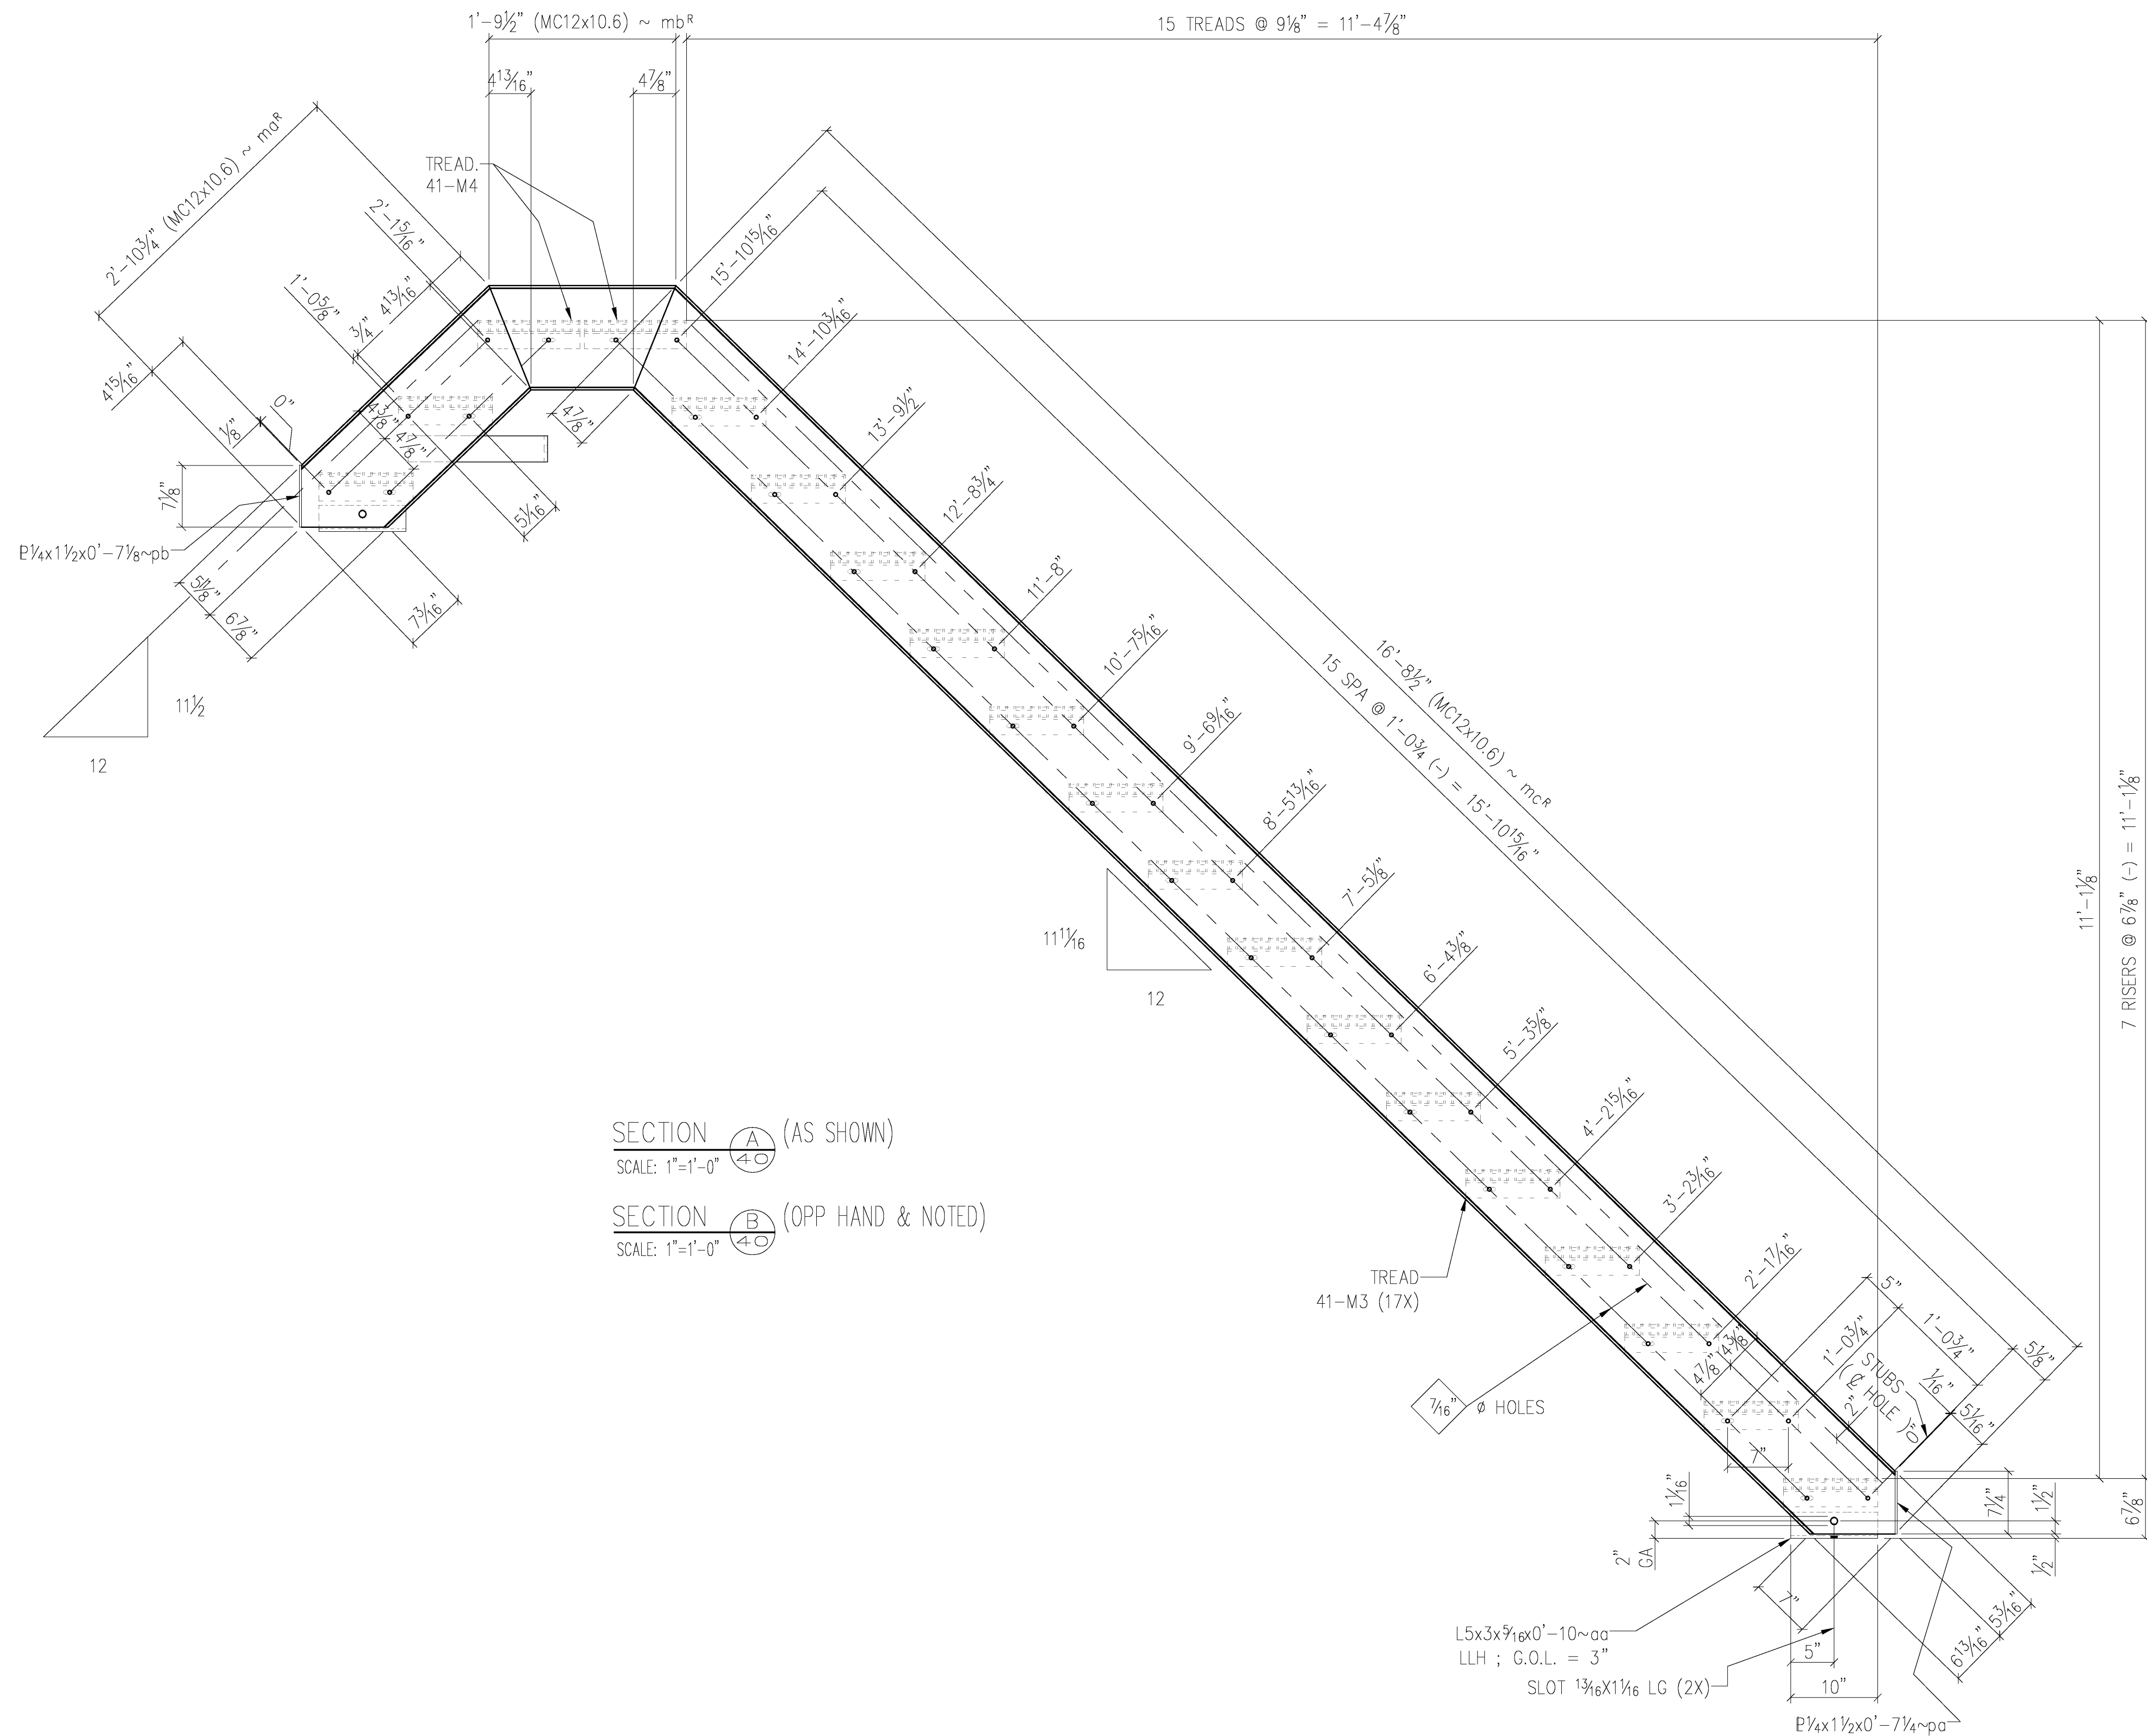 1'-9½" (MC12x10.6) ~ mbᴿ
15 TREADS @ 9⅛" = 11'-4⅞"
4¹³⁄₁₆"
4⅞"
2'-10¾" (MC12x10.6) ~ maᴿ
TREAD.
41-M4
2'-1⁵⁄₁₆"
1'-0⅝"
¾"
4¹³⁄₁₆"
4¹⁵⁄₁₆"
⅛"
0"
4⅜"
4⅞"
4⅞"
7⅛"
5¹⁄₁₆"
PL¼x1½x0'-7⅛~pb
6⅞"
7³⁄₁₆"
11½
12
15'-10¹⁵⁄₁₆"
14'-10³⁄₁₆"
13'-9½"
12'-8¾"
11'-8"
10'-7⁵⁄₁₆"
9'-6⁹⁄₁₆"
8'-5¹³⁄₁₆"
7'-5⅛"
6'-4⅜"
5'-3⅝"
4'-2¹⁵⁄₁₆"
3'-2³⁄₁₆"
2'-1⁷⁄₁₆"
16'-8½" (MC12x10.6) ~ mcᴿ
15 SPA @ 1'-0¾ (-) = 15'-10¹⁵⁄₁₆"
11'-1⅛"
7 RISERS @ 6⅞" (-) = 11'-1⅛"
11¹¹⁄₁₆
12
SECTION A (AS SHOWN)
SCALE: 1"=1'-0" 40
SECTION B (OPP HAND & NOTED)
SCALE: 1"=1'-0" 40
TREAD
41-M3 (17X)
⁷⁄₁₆" Ø HOLES
4⅞"
4⅜"
5"
1'-0¾"
1'-0¾"
5⅛"
STUBS
(℄ HOLE)
0"
2"
¹⁄₁₆"
5¹⁄₁₆"
7"
1¹⁄₁₆"
2"
GA
7¼"
1½"
½"
6⅞"
7"
5³⁄₁₆"
6¹³⁄₁₆"
L5x3x⁵⁄₁₆x0'-10~aa
LLH ; G.O.L. = 3"
SLOT ¹³⁄₁₆X1¹⁄₁₆ LG (2X)
5"
10"
PL¼x1½x0'-7¼~pa